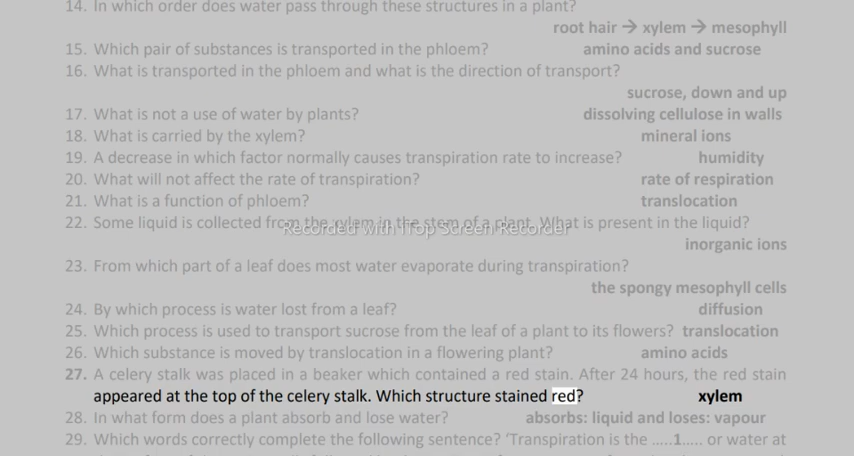 14. In which order does water pass through these structures in a plant?
root hair → xylem → mesophyll
15. Which pair of substances is transported in the phloem? amino acids and sucrose
16. What is transported in the phloem and what is the direction of transport?
sucrose, down and up
17. What is not a use of water by plants? dissolving cellulose in walls
18. What is carried by the xylem? mineral ions
19. A decrease in which factor normally causes transpiration rate to increase? humidity
20. What will not affect the rate of transpiration? rate of respiration
21. What is a function of phloem? translocation
22. Some liquid is collected from the xylem in the stem of a plant. What is present in the liquid?
Recorded with iTop Screen Recorder
inorganic ions
23. From which part of a leaf does most water evaporate during transpiration?
the spongy mesophyll cells
24. By which process is water lost from a leaf? diffusion
25. Which process is used to transport sucrose from the leaf of a plant to its flowers? translocation
26. Which substance is moved by translocation in a flowering plant? amino acids
27. A celery stalk was placed in a beaker which contained a red stain. After 24 hours, the red stain
appeared at the top of the celery stalk. Which structure stained red? xylem
28. In what form does a plant absorb and lose water? absorbs: liquid and loses: vapour
29. Which words correctly complete the following sentence? ‘Transpiration is the .....1..... or water at